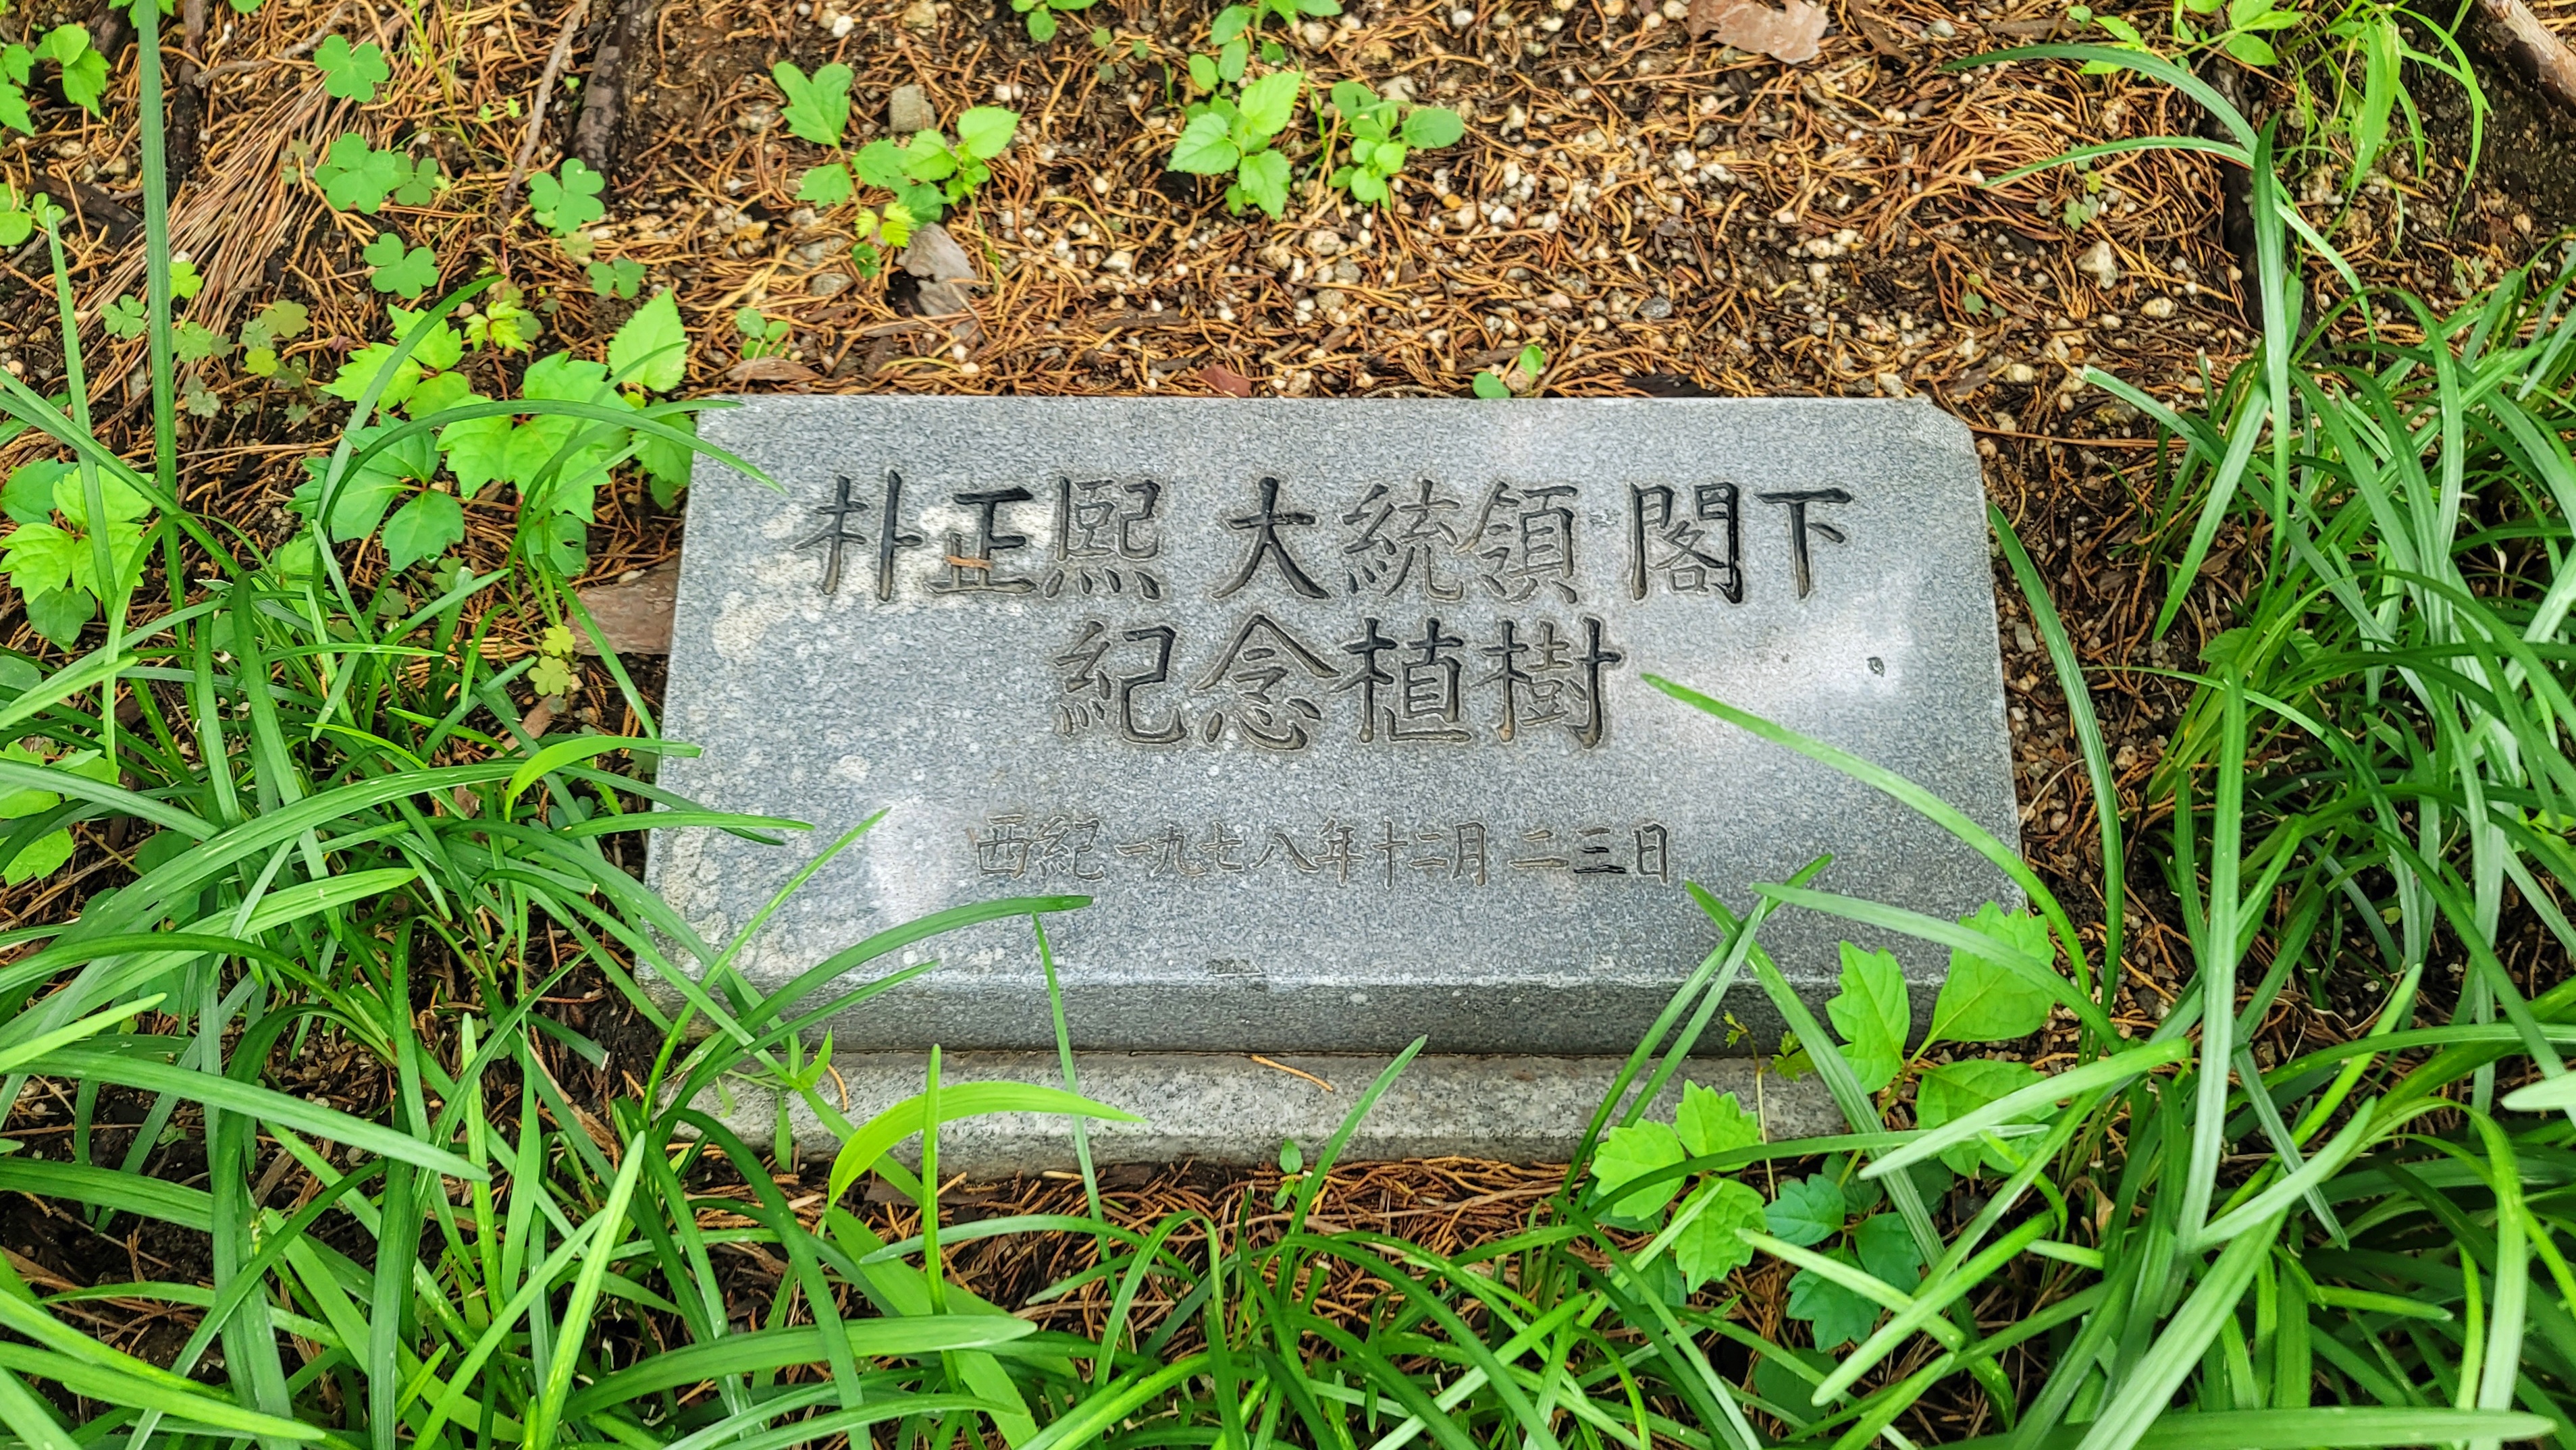 朴正熙 大統領 閣下
紀念植樹
西紀 一九七八年 十二月 二三日